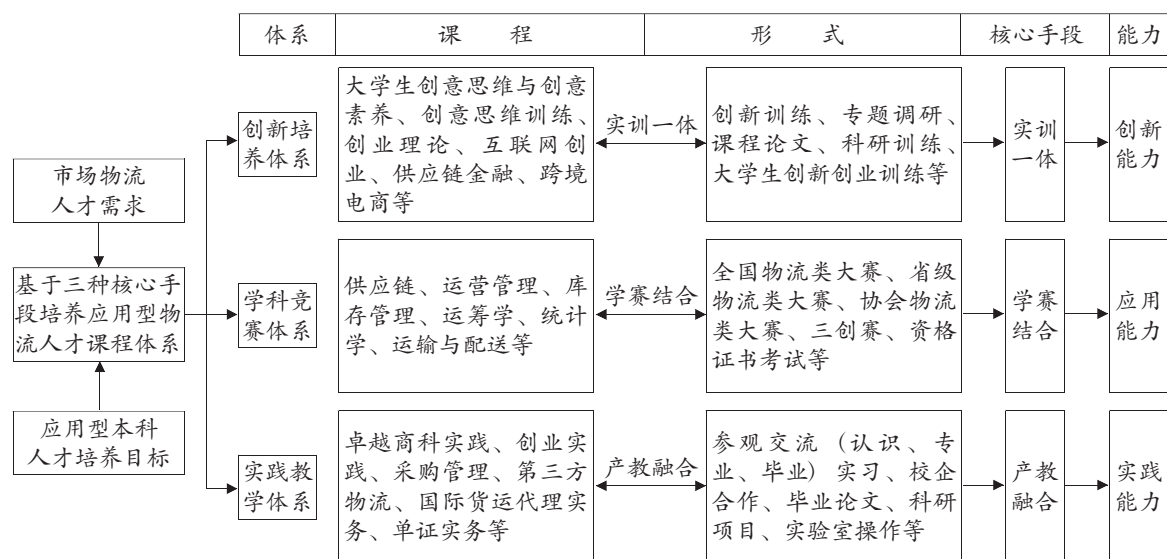 体系 课程 形式 核心手段 能力
市场物流
人才需求
基于三种核心手
段培养应用型物
流人才课程体系
应用型本科
人才培养目标
创新培
养体系
大学生创意思维与创意
素养、创意思维训练、
创业理论、互联网创
业、供应链金融、跨境
电商等
实训一体
创新训练、专题调研、
课程论文、科研训练、
大学生创新创业训练等
实训
一体
创新
能力
学科竞
赛体系
供应链、运营管理、库
存管理、运筹学、统计
学、运输与配送等
学赛结合
全国物流类大赛、省级
物流类大赛、协会物流
类大赛、三创赛、资格
证书考试等
学赛
结合
应用
能力
实践教
学体系
卓越商科实践、创业实
践、采购管理、第三方
物流、国际货运代理实
务、单证实务等
产教融合
参观交流（认识、专
业、毕业）实习、校企
合作、毕业论文、科研
项目、实验室操作等
产教
融合
实践
能力